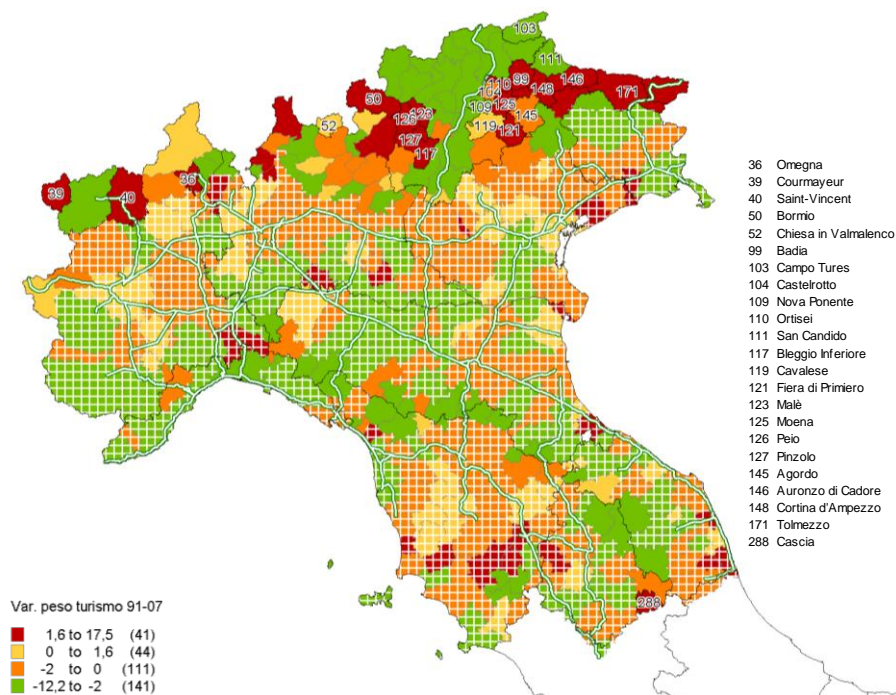 103
111
110
99
146
50
104
148
171
123
109
125
126
145
52
119
121
127
117
36
39
40
288
36 Omegna
39 Courmayeur
40 Saint-Vincent
50 Bormio
52 Chiesa in Valmalenco
99 Badia
103 Campo Tures
104 Castelrotto
109 Nova Ponente
110 Ortisei
111 San Candido
117 Bleggio Inferiore
119 Cavalese
121 Fiera di Primiero
123 Malè
125 Moena
126 Peio
127 Pinzolo
145 Agordo
146 Auronzo di Cadore
148 Cortina d'Ampezzo
171 Tolmezzo
288 Cascia
Var. peso turismo 91-07
1,6 to 17,5 (41)
0 to 1,6 (44)
-2 to 0 (111)
-12,2 to -2 (141)